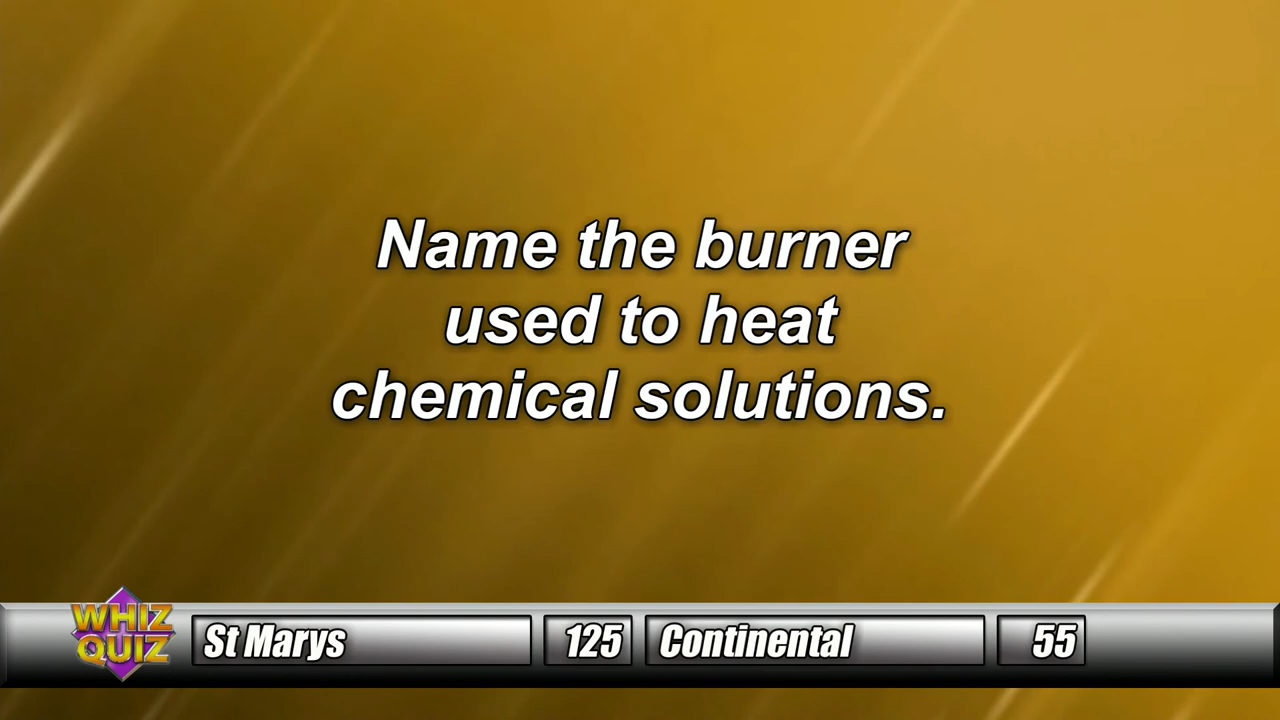 Name the burner
used to heat
chemical solutions.
WHIZ
QUIZ
St Marys 125 Continental 55